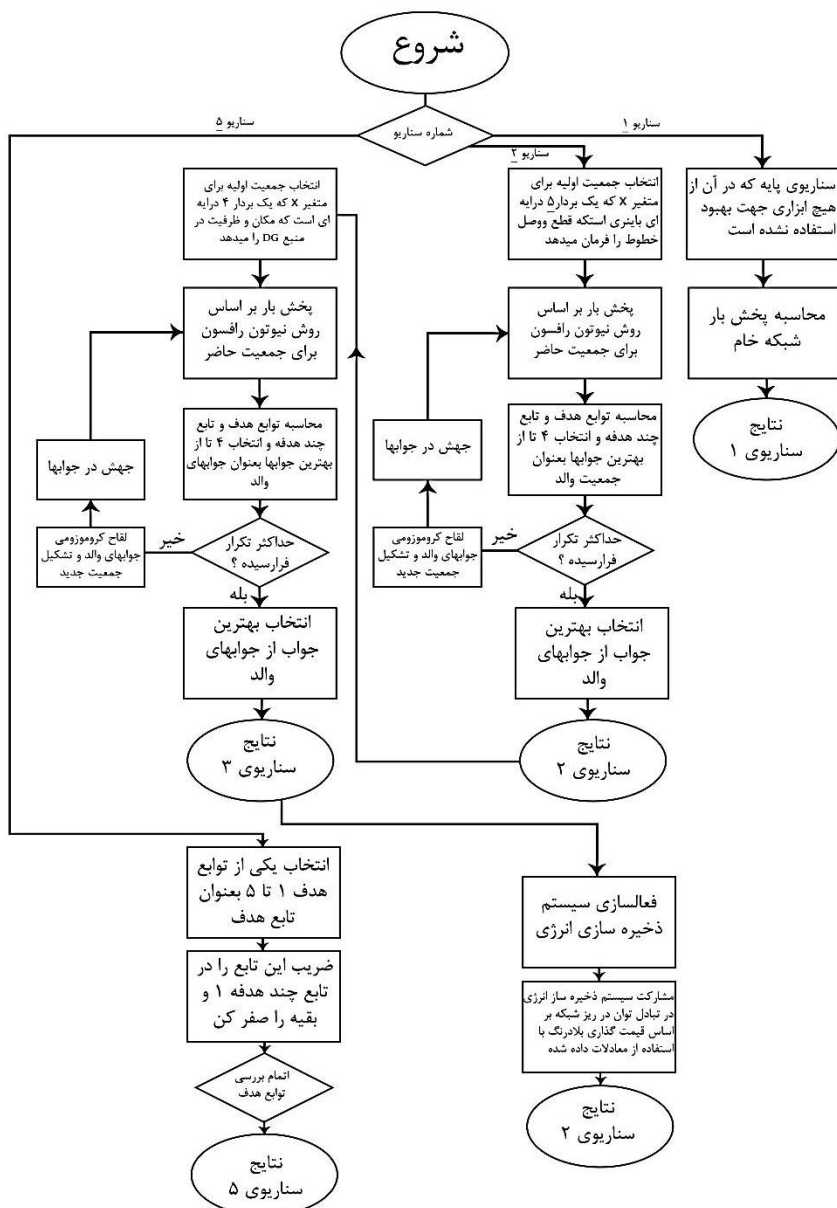 شروع
شماره سناریو
سناریو ۱
سناریو ۲
سناریو ۵
سناریوی پایه که در آن از
هیچ ابزاری جهت بهبود
استفاده نشده است
محاسبه پخش بار
شبکه خام
نتایج
سناریوی ۱
انتخاب جمعیت اولیه برای
متغیر X که یک بردار۵ درایه
ای باینری استکه قطع ووصل
خطوط را فرمان میدهد
پخش بار بر اساس
روش نیوتون رافسون
برای جمعیت حاضر
محاسبه توابع هدف و تابع
چند هدفه و انتخاب ۴ تا از
بهترین جوابها بعنوان
جمعیت والد
حداکثر تکرار
فرارسیده ؟
خیر
لقاح کروموزومی
جوابهای والد و تشکیل
جمعیت جدید
جهش در جوابها
بله
انتخاب بهترین
جواب از جوابهای
والد
نتایج
سناریوی ۲
انتخاب جمعیت اولیه برای
متغیر X که یک بردار ۴ درایه
ای است که مکان و ظرفیت در
منبع DG را میدهد
پخش بار بر اساس
روش نیوتون رافسون
برای جمعیت حاضر
محاسبه توابع هدف و تابع
چند هدفه و انتخاب ۴ تا از
بهترین جوابها بعنوان جوابهای
والد
حداکثر تکرار
فرارسیده ؟
خیر
لقاح کروموزومی
جوابهای والد و تشکیل
جمعیت جدید
جهش در جوابها
بله
انتخاب بهترین
جواب از جوابهای
والد
نتایج
سناریوی ۳
فعالسازی سیستم
ذخیره سازی انرژی
مشارکت سیستم ذخیره ساز انرژی
در تبادل توان در ریز شبکه بر
اساس قیمت گذاری بلادرنگ با
استفاده از معادلات داده شده
نتایج
سناریوی ۲
انتخاب یکی از توابع
هدف ۱ تا ۵ بعنوان
تابع هدف
ضریب این تابع را در
تابع چند هدفه ۱ و
بقیه را صفر کن
اتمام بررسی
توابع هدف
نتایج
سناریوی ۵